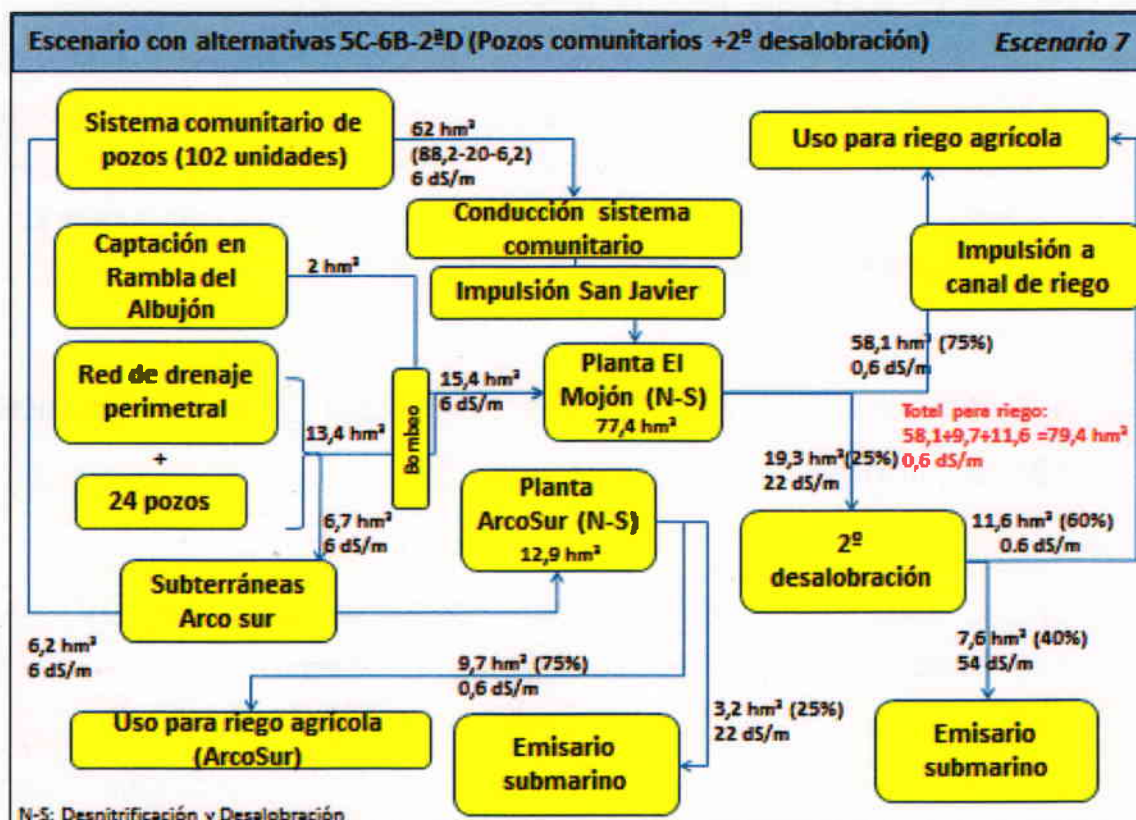 Escenario con alternativas 5C-6B-2ªD (Pozos comunitarios +2º desalobración)
Escenario 7
Sistema comunitario de
pozos (102 unidades)
62 hm³
(88,2-20-6,2)
6 dS/m
Uso para riego agrícola
Conducción sistema
comunitario
Impulsión San Javier
Captación en
Rambla del
Albujón
2 hm³
Impulsión a
canal de riego
Red de drenaje
perimetral
+
24 pozos
13,4 hm³
Bombeo
15,4 hm³
6 dS/m
Planta El
Mojón (N-S)
77,4 hm³
58,1 hm³ (75%)
0,6 dS/m
Totel pere riego:
58,1+9,7+11,6 =79,4 hm³
0,6 dS/m
19,3 hm³(25%)
22 dS/m
6,7 hm³
6 dS/m
Planta
ArcoSur (N-S)
12,9 hm³
2º
desalobración
11,6 hm³ (60%)
0.6 dS/m
Subterráneas
Arco sur
6,2 hm³
6 dS/m
9,7 hm³ (75%)
0,6 dS/m
7,6 hm³ (40%)
54 dS/m
Uso para riego agrícola
(ArcoSur)
3,2 hm³ (25%)
22 dS/m
Emisario
submarino
Emisario
submarino
N-S: Desnitrificación y Desalobración